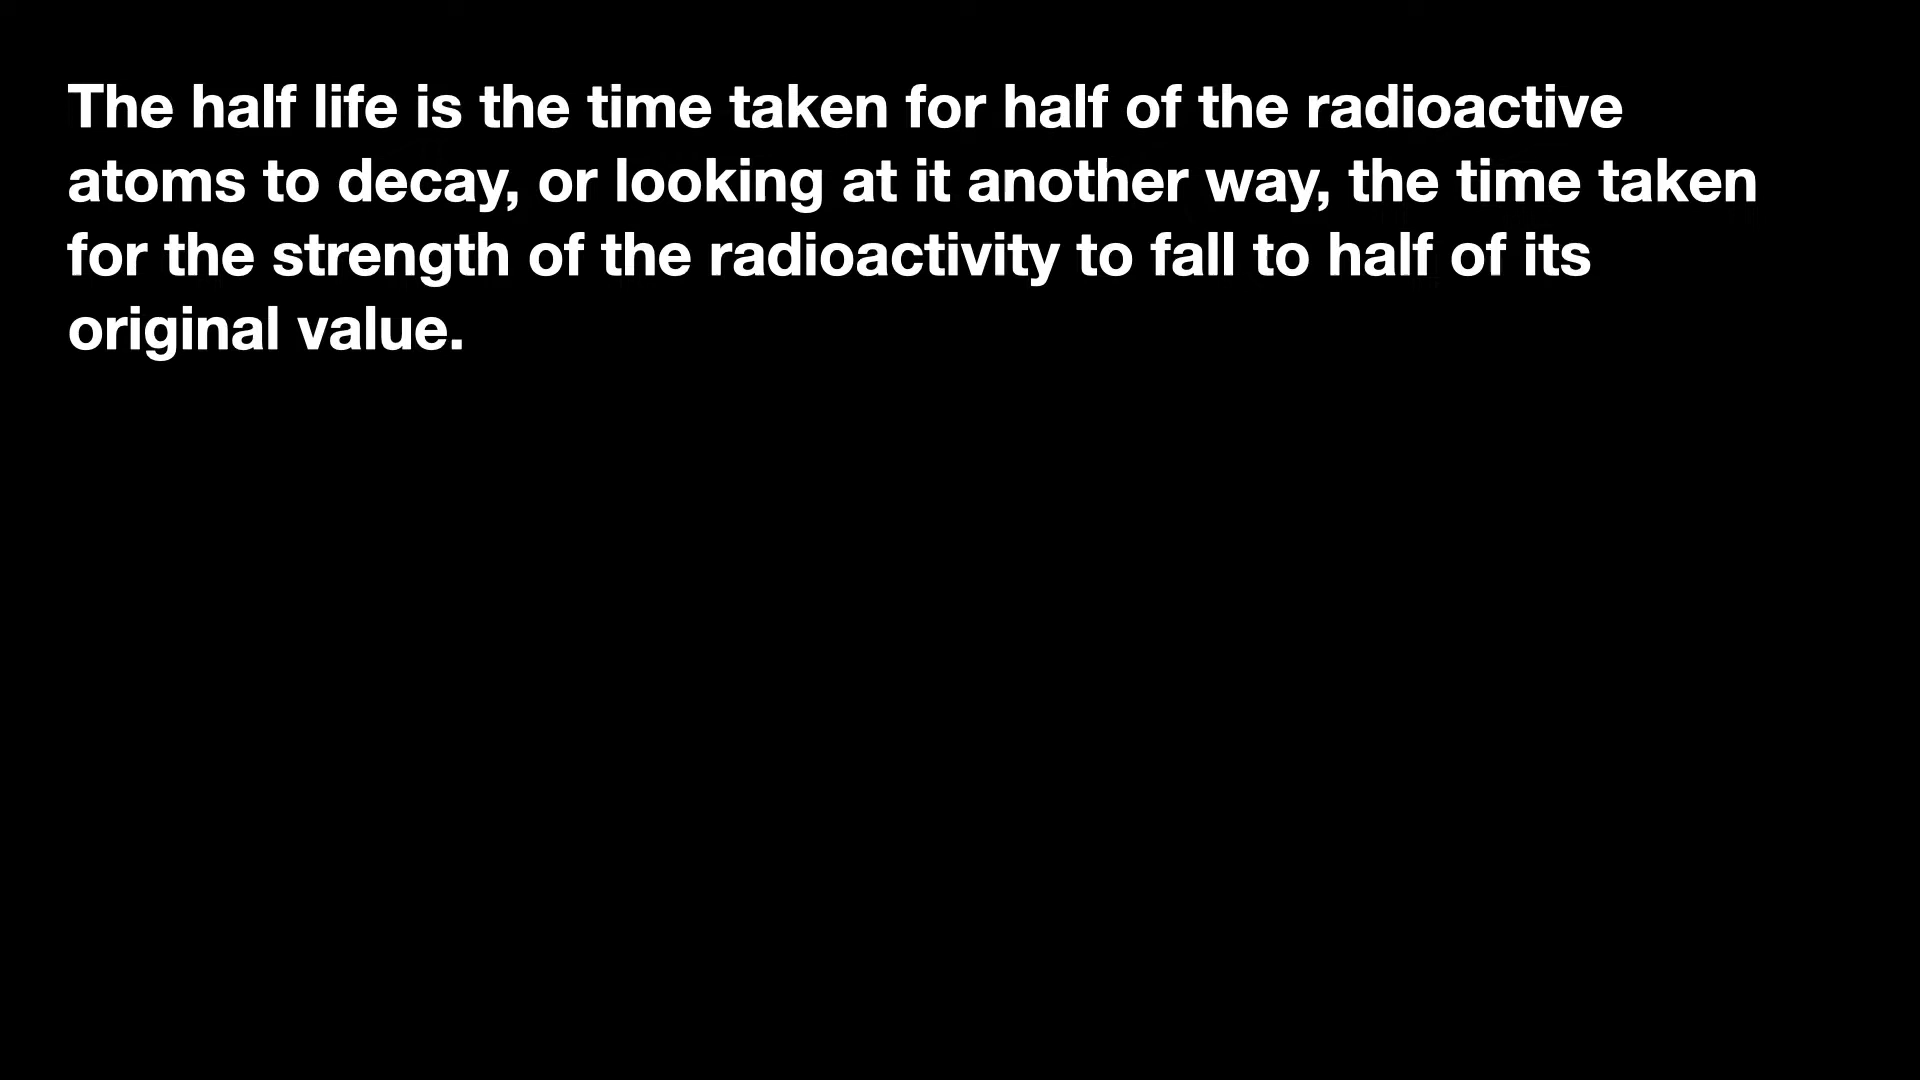 The half life is the time taken for half of the radioactive
atoms to decay, or looking at it another way, the time taken
for the strength of the radioactivity to fall to half of its
original value.